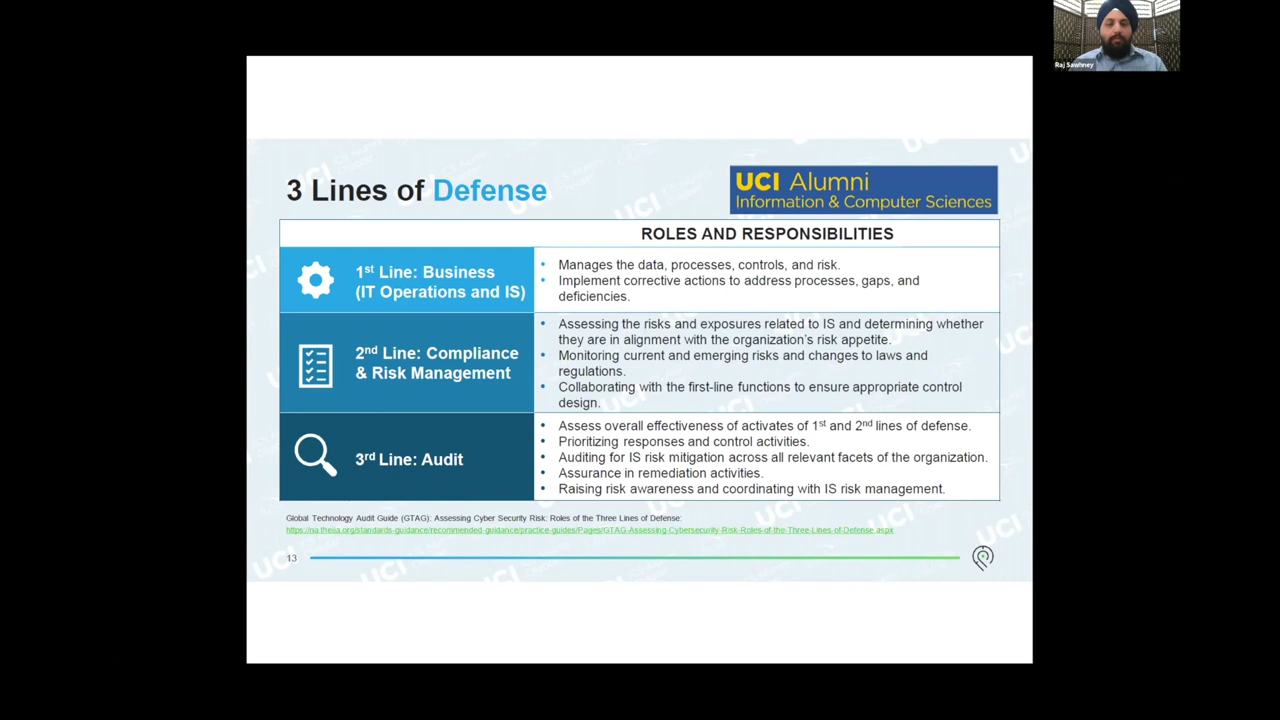 Raj Sawhney
3 Lines of Defense
UCI Alumni
Information & Computer Sciences
ROLES AND RESPONSIBILITIES
1st Line: Business
(IT Operations and IS)
• Manages the data, processes, controls, and risk.
• Implement corrective actions to address processes, gaps, and
deficiencies.
2nd Line: Compliance
& Risk Management
• Assessing the risks and exposures related to IS and determining whether
they are in alignment with the organization's risk appetite.
• Monitoring current and emerging risks and changes to laws and
regulations.
• Collaborating with the first-line functions to ensure appropriate control
design.
3rd Line: Audit
• Assess overall effectiveness of activates of 1st and 2nd lines of defense.
• Prioritizing responses and control activities.
• Auditing for IS risk mitigation across all relevant facets of the organization.
• Assurance in remediation activities.
• Raising risk awareness and coordinating with IS risk management.
Global Technology Audit Guide (GTAG): Assessing Cyber Security Risk: Roles of the Three Lines of Defense:
https://na.theiia.org/standards-guidance/recommended-guidance/practice-guides/Pages/GTAG-Assessing-Cybersecurity-Risk-Roles-of-the-Three-Lines-of-Defense.aspx
13